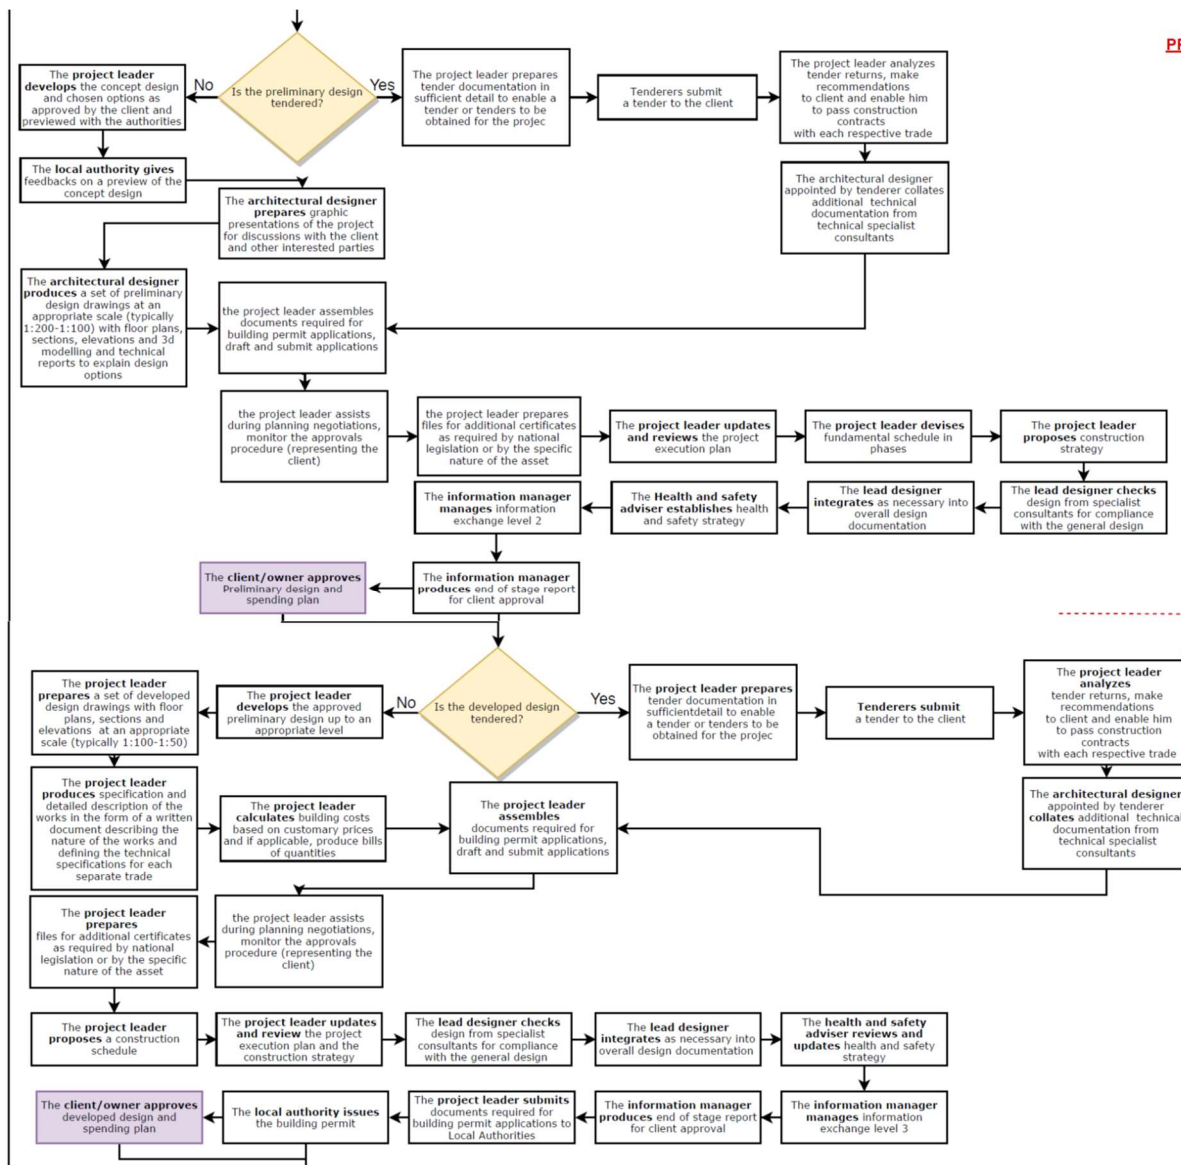 PR
The project leader
develops the concept design
and chosen options as
approved by the client and
previewed with the authorities
No
Is the preliminary design
tendered?
Yes
The project leader prepares
tender documentation in
sufficient detail to enable a
tender or tenders to be
obtained for the projec
Tenderers submit
a tender to the client
The project leader analyzes
tender returns, make
recommendations
to client and enable him
to pass construction
contracts
with each respective trade
The local authority gives
feedbacks on a preview of the
concept design
The architectural designer
prepares graphic
presentations of the project
for discussions with the client
and other interested parties
The architectural designer
appointed by tenderer collates
additional technical
documentation from
technical specialist
consultants
The architectural designer
produces a set of preliminary
design drawings at an
appropriate scale (typically
1:200-1:100) with floor plans,
sections, elevations and 3d
modelling and technical
reports to explain design
options
the project leader assembles
documents required for
building permit applications,
draft and submit applications
the project leader assists
during planning negotiations,
monitor the approvals
procedure (representing the
client)
the project leader prepares
files for additional certificates
as required by national
legislation or by the specific
nature of the asset
The project leader updates
and reviews the project
execution plan
The project leader devises
fundamental schedule in
phases
The project leader
proposes construction
strategy
The information manager
manages information
exchange level 2
The Health and safety
adviser establishes health
and safety strategy
The lead designer
integrates as necessary into
overall design
documentation
The lead designer checks
design from specialist
consultants for compliance
with the general design
The client/owner approves
Preliminary design and
spending plan
The information manager
produces end of stage report
for client approval
The project leader
prepares a set of developed
design drawings with floor
plans, sections and
elevations at an appropriate
scale (typically 1:100-1:50)
The project leader
develops the approved
preliminary design up to an
appropriate level
No
Is the developed design
tendered?
Yes
The project leader prepares
tender documentation in
sufficientdetail to enable
a tender or tenders to be
obtained for the projec
Tenderers submit
a tender to the client
The project leader
analyzes
tender returns, make
recommendations
to client and enable him
to pass construction
contracts
with each respective trade
The project leader
produces specification and
detailed description of the
works in the form of a written
document describing the
nature of the works and
defining the technical
specifications for each
separate trade
The project leader
calculates building costs
based on customary prices
and if applicable, produce bills
of quantities
The project leader
assembles
documents required for
building permit applications,
draft and submit applications
The architectural designer
appointed by tenderer
collates additional technical
documentation from
technical specialist
consultants
The project leader
prepares
files for additional certificates
as required by national
legislation or by the specific
nature of the asset
the project leader assists
during planning negotiations,
monitor the approvals
procedure (representing the
client)
The project leader
proposes a construction
schedule
The project leader updates
and review the project
execution plan and the
construction strategy
The lead designer checks
design from specialist
consultants for compliance
with the general design
The lead designer
integrates as necessary into
overall design documentation
The health and safety
adviser reviews and
updates health and safety
strategy
The client/owner approves
developed design and
spending plan
The local authority issues
the building permit
The project leader submits
documents required for
building permit applications to
Local Authorities
The information manager
produces end of stage report
for client approval
The information manager
manages information
exchange level 3